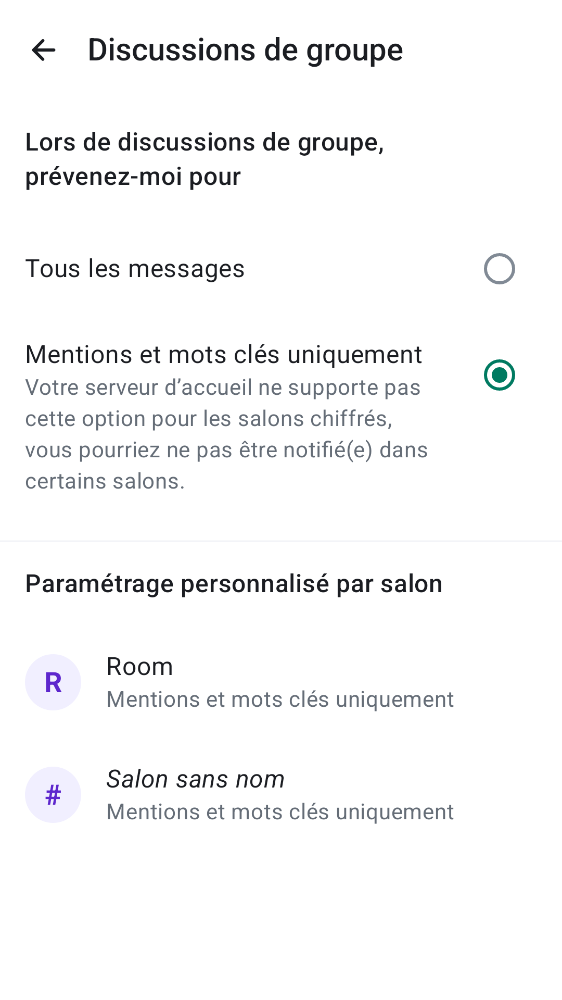 Discussions de groupe
Lors de discussions de groupe,
prévenez-moi pour
Tous les messages
Mentions et mots clés uniquement
Votre serveur d’accueil ne supporte pas
cette option pour les salons chiffrés,
vous pourriez ne pas être notifié(e) dans
certains salons.
Paramétrage personnalisé par salon
R
Room
Mentions et mots clés uniquement
#
Salon sans nom
Mentions et mots clés uniquement